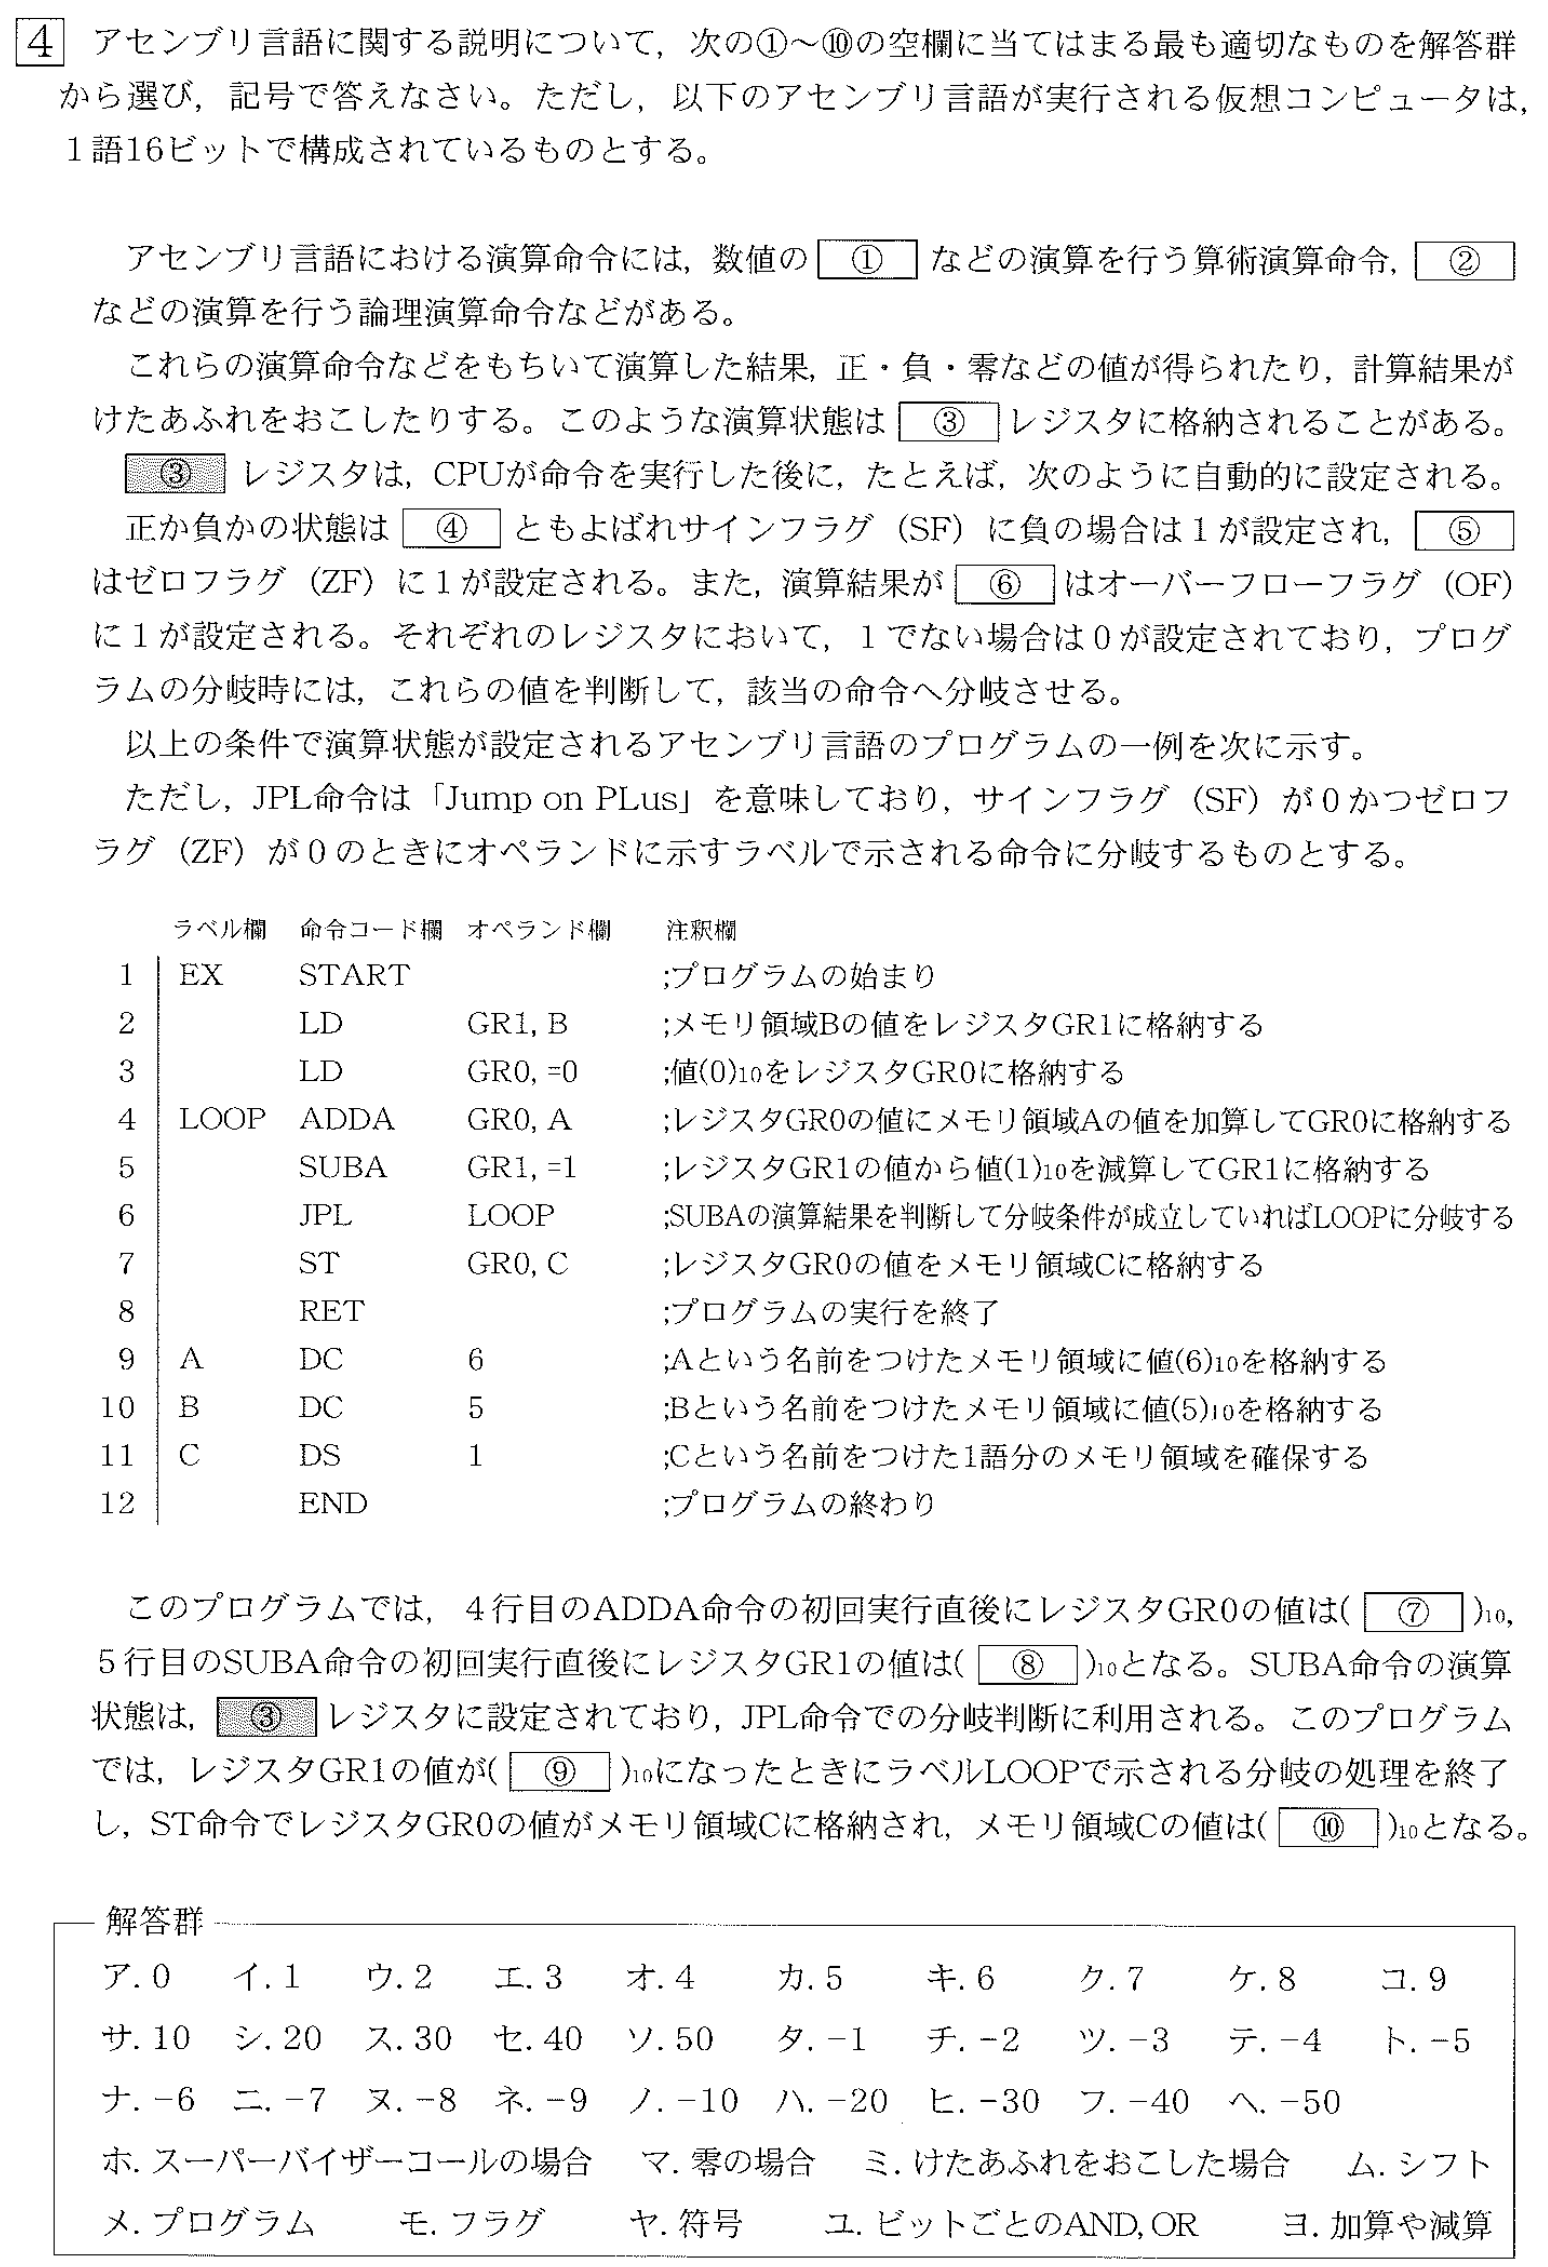 4 アセンブリ言語に関する説明について，次の①～⑩の空欄に当てはまる最も適切なものを解答群
から選び，記号で答えなさい。ただし，以下のアセンブリ言語が実行される仮想コンピュータは，
１語16ビットで構成されているものとする。
アセンブリ言語における演算命令には，数値の ① などの演算を行う算術演算命令， ②
などの演算を行う論理演算命令などがある。
これらの演算命令などをもちいて演算した結果，正・負・零などの値が得られたり，計算結果が
けたあふれをおこしたりする。このような演算状態は ③ レジスタに格納されることがある。
③ レジスタは，CPUが命令を実行した後に，たとえば，次のように自動的に設定される。
正か負かの状態は ④ ともよばれサインフラグ（SF）に負の場合は１が設定され， ⑤
はゼロフラグ（ZF）に１が設定される。また，演算結果が ⑥ はオーバーフローフラグ（OF）
に１が設定される。それぞれのレジスタにおいて，１でない場合は０が設定されており，プログ
ラムの分岐時には，これらの値を判断して，該当の命令へ分岐させる。
以上の条件で演算状態が設定されるアセンブリ言語のプログラムの一例を次に示す。
ただし，JPL命令は「Jump on PLus」を意味しており，サインフラグ（SF）が０かつゼロフ
ラグ（ZF）が０のときにオペランドに示すラベルで示される命令に分岐するものとする。
ラベル欄 命令コード欄 オペランド欄 注釈欄
1 EX START ;プログラムの始まり
2 LD GR1, B ;メモリ領域Bの値をレジスタGR1に格納する
3 LD GR0, =0 ;値(0)10をレジスタGR0に格納する
4 LOOP ADDA GR0, A ;レジスタGR0の値にメモリ領域Aの値を加算してGR0に格納する
5 SUBA GR1, =1 ;レジスタGR1の値から値(1)10を減算してGR1に格納する
6 JPL LOOP ;SUBAの演算結果を判断して分岐条件が成立していればLOOPに分岐する
7 ST GR0, C ;レジスタGR0の値をメモリ領域Cに格納する
8 RET ;プログラムの実行を終了
9 A DC 6 ;Aという名前をつけたメモリ領域に値(6)10を格納する
10 B DC 5 ;Bという名前をつけたメモリ領域に値(5)10を格納する
11 C DS 1 ;Cという名前をつけた1語分のメモリ領域を確保する
12 END ;プログラムの終わり
このプログラムでは，４行目のADDA命令の初回実行直後にレジスタGR0の値は( ⑦ )10，
５行目のSUBA命令の初回実行直後にレジスタGR1の値は( ⑧ )10となる。SUBA命令の演算
状態は， ③ レジスタに設定されており，JPL命令での分岐判断に利用される。このプログラム
では，レジスタGR1の値が( ⑨ )10になったときにラベルLOOPで示される分岐の処理を終了
し，ST命令でレジスタGR0の値がメモリ領域Cに格納され，メモリ領域Cの値は( ⑩ )10となる。
解答群
ア. 0 イ. 1 ウ. 2 エ. 3 オ. 4 カ. 5 キ. 6 ク. 7 ケ. 8 コ. 9
サ. 10 シ. 20 ス. 30 セ. 40 ソ. 50 タ. −1 チ. −2 ツ. −3 テ. −4 ト. −5
ナ. −6 ニ. −7 ヌ. −8 ネ. −9 ノ. −10 ハ. −20 ヒ. −30 フ. −40 ヘ. −50
ホ. スーパーバイザーコールの場合 マ. 零の場合 ミ. けたあふれをおこした場合 ム. シフト
メ. プログラム モ. フラグ ヤ. 符号 ユ. ビットごとのAND, OR ヨ. 加算や減算